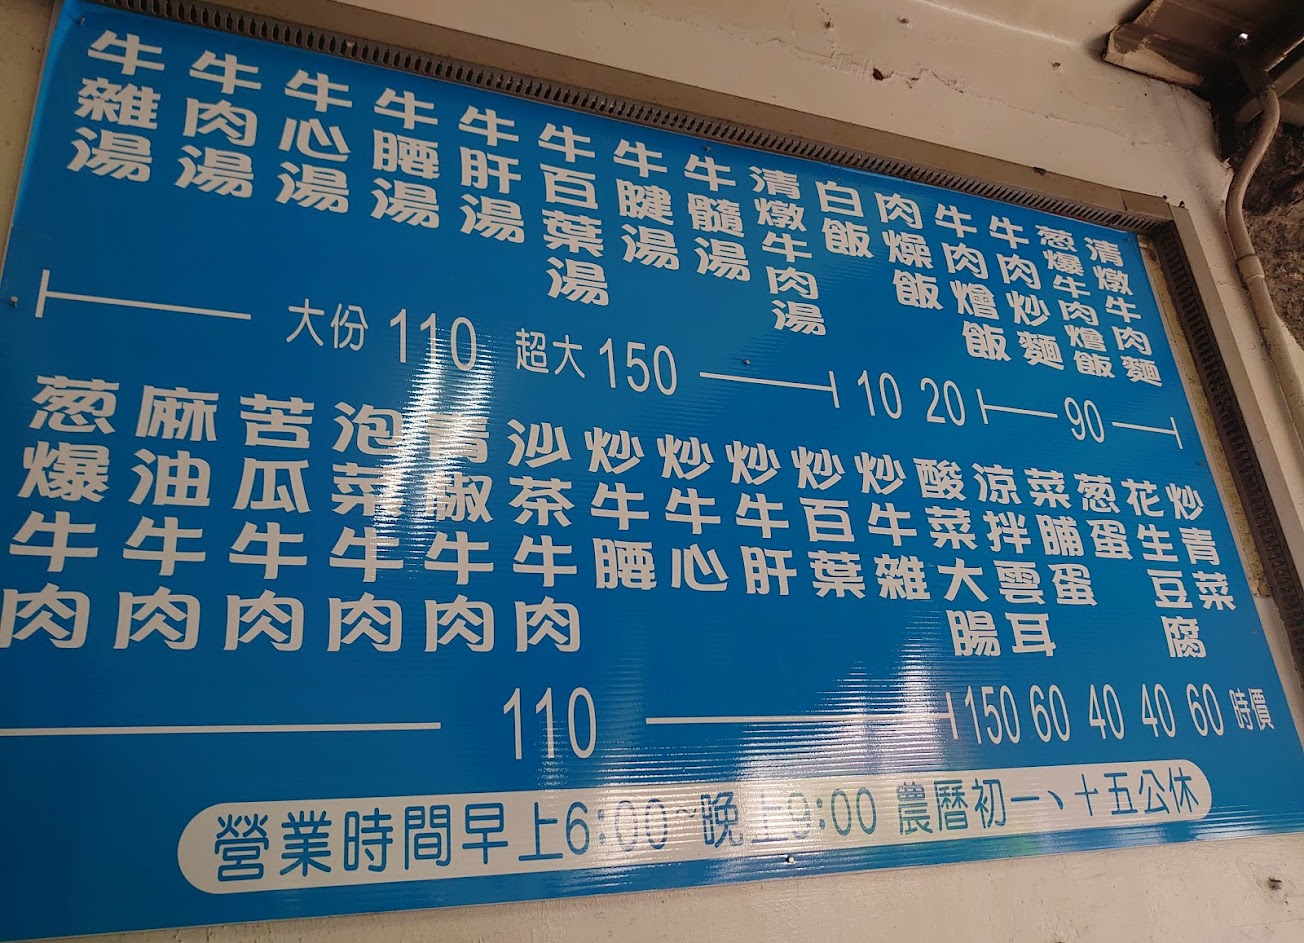 牛雜湯
牛肉湯
牛心湯
牛腰湯
牛肝湯
牛百葉湯
牛腱湯
牛髓湯
清燉牛肉湯
白飯
肉燥飯
牛肉燴飯
牛肉炒麵
葱爆牛肉燴飯
清燉牛肉麵
大份 110 超大 150
10
20
90
葱爆牛肉
麻油牛肉
苦瓜牛肉
泡菜牛肉
青椒牛肉
沙茶牛肉
炒牛腰
炒牛心
炒牛肝
炒百葉
炒牛雜
酸菜大腸
涼拌雲耳
菜脯蛋
葱蛋
花生豆腐
炒青菜
110
150
60
40
40
60
時價
營業時間早上6:00~晚上9:00 農曆初一、十五公休